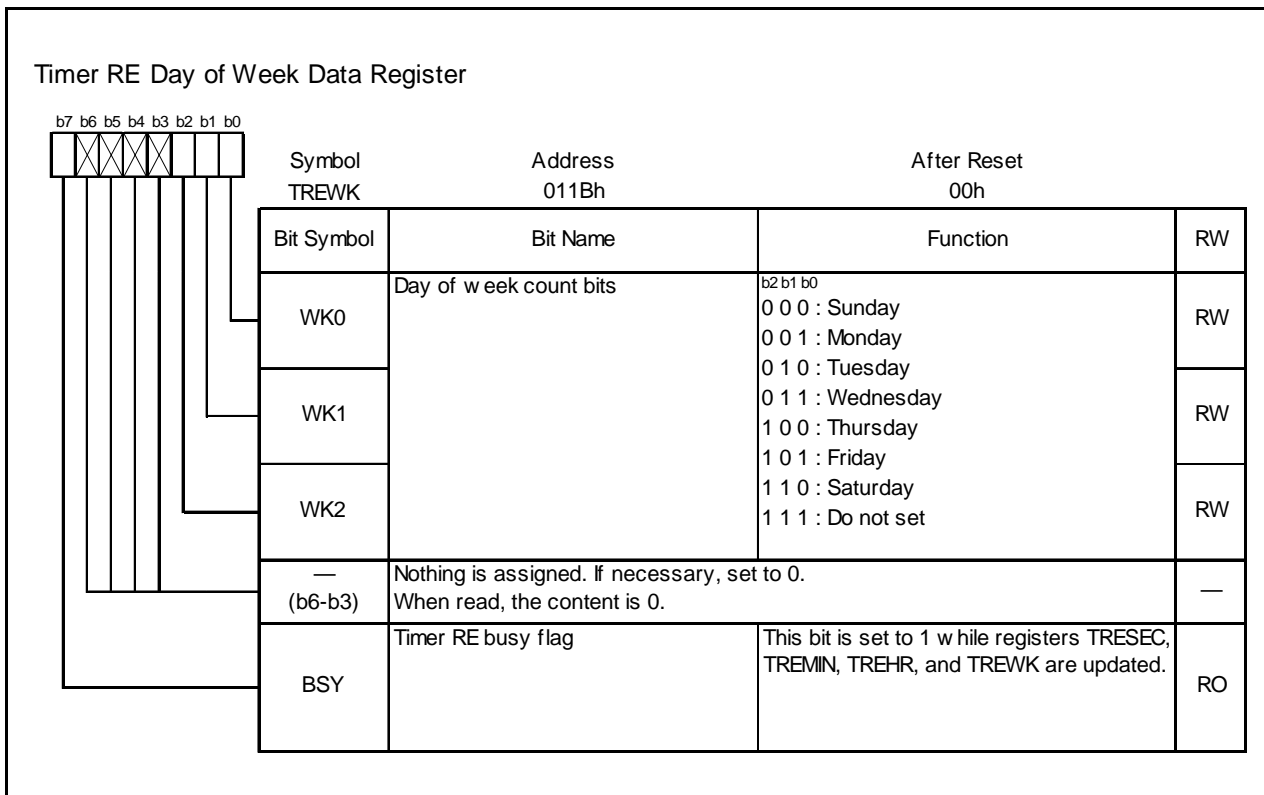 Timer RE Day of Week Data Register
b7 b6 b5 b4 b3 b2 b1 b0
Symbol Address After Reset
TREWK 011Bh 00h
Bit Symbol Bit Name Function RW
WK0 Day of week count bits b2 b1 b0
0 0 0 : Sunday
0 0 1 : Monday
0 1 0 : Tuesday
RW
WK1 0 1 1 : Wednesday
1 0 0 : Thursday
1 0 1 : Friday
RW
WK2 1 1 0 : Saturday
1 1 1 : Do not set
RW
— Nothing is assigned. If necessary, set to 0.
(b6-b3) When read, the content is 0. —
BSY Timer RE busy flag This bit is set to 1 while registers TRESEC,
TREMIN, TREHR, and TREWK are updated.
RO